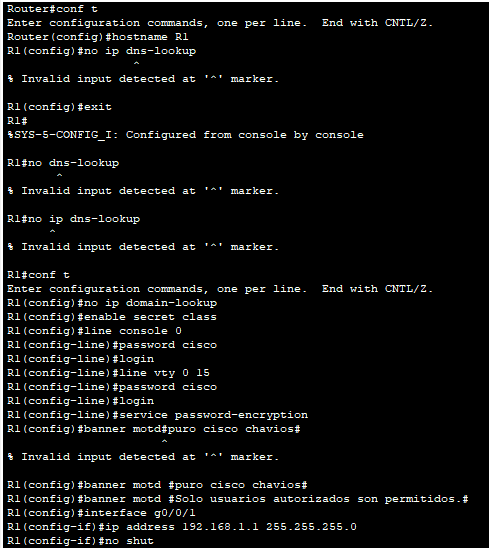 Router#conf t
Enter configuration commands, one per line.  End with CNTL/Z.
Router(config)#hostname R1
R1(config)#no ip dns-lookup
^
% Invalid input detected at '^' marker.
R1(config)#exit
R1#
%SYS-5-CONFIG_I: Configured from console by console
R1#no dns-lookup
^
% Invalid input detected at '^' marker.
R1#no ip dns-lookup
^
% Invalid input detected at '^' marker.
R1#conf t
Enter configuration commands, one per line.  End with CNTL/Z.
R1(config)#no ip domain-lookup
R1(config)#enable secret class
R1(config)#line console 0
R1(config-line)#password cisco
R1(config-line)#login
R1(config-line)#line vty 0 15
R1(config-line)#password cisco
R1(config-line)#login
R1(config-line)#service password-encryption
R1(config)#banner motd#puro cisco chavios#
^
% Invalid input detected at '^' marker.
R1(config)#banner motd #puro cisco chavios#
R1(config)#banner motd #Solo usuarios autorizados son permitidos.#
R1(config)#interface g0/0/1
R1(config-if)#ip address 192.168.1.1 255.255.255.0
R1(config-if)#no shut